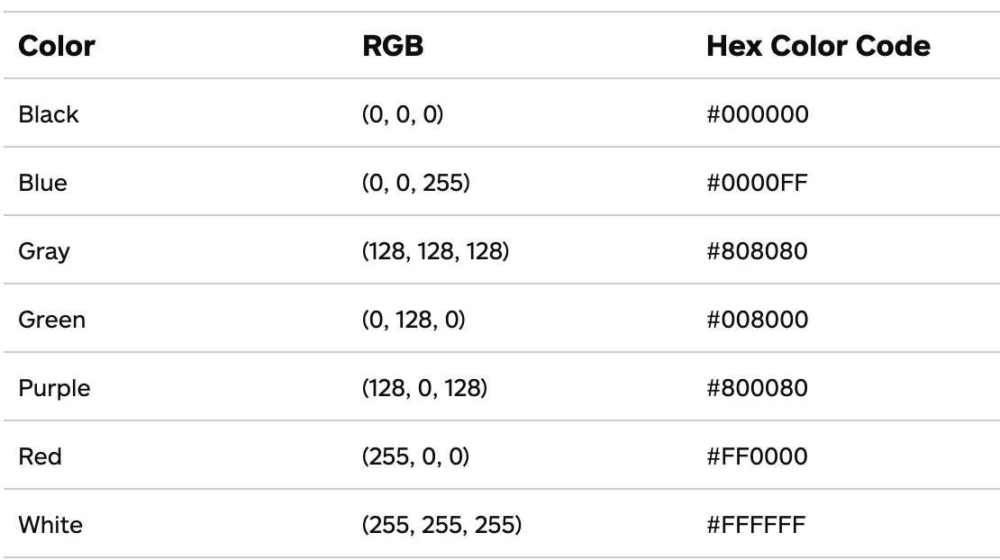 Color RGB Hex Color Code
Black (0, 0, 0) #000000
Blue (0, 0, 255) #0000FF
Gray (128, 128, 128) #808080
Green (0, 128, 0) #008000
Purple (128, 0, 128) #800080
Red (255, 0, 0) #FF0000
White (255, 255, 255) #FFFFFF